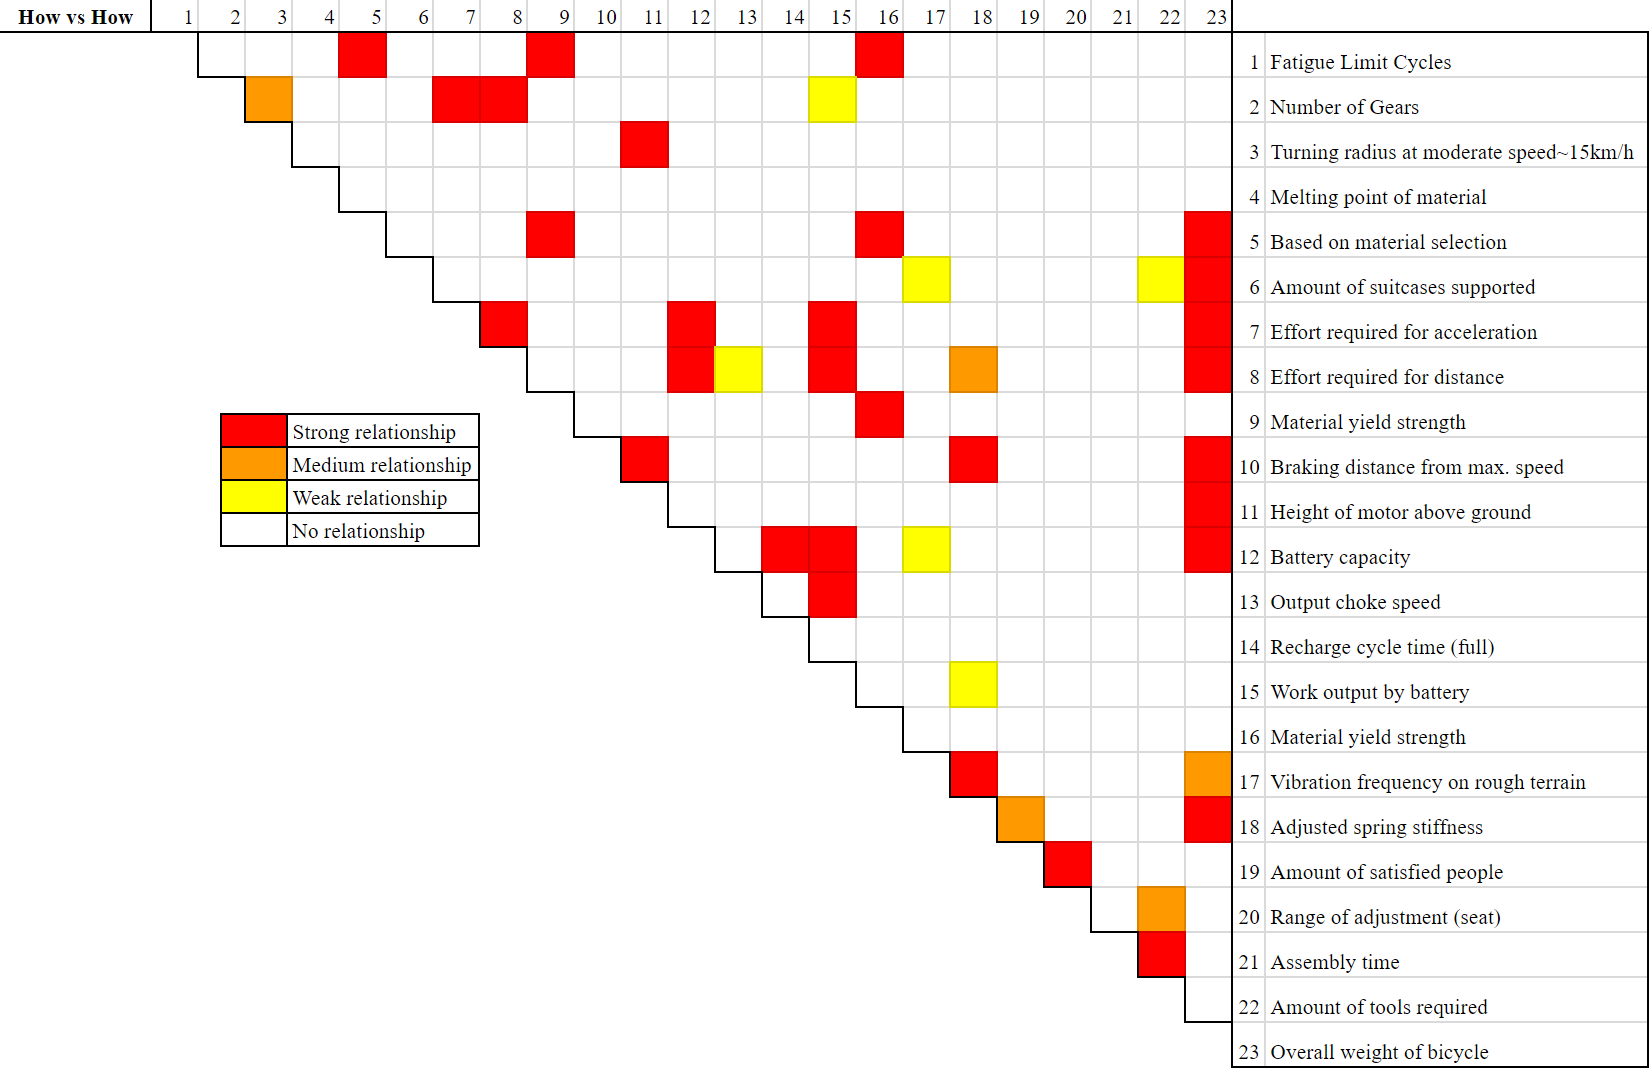 How vs How 1 2 3 4 5 6 7 8 9 10 11 12 13 14 15 16 17 18 19 20 21 22 23
1 Fatigue Limit Cycles
2 Number of Gears
3 Turning radius at moderate speed~15km/h
4 Melting point of material
5 Based on material selection
6 Amount of suitcases supported
7 Effort required for acceleration
8 Effort required for distance
9 Material yield strength
Strong relationship
Medium relationship
Weak relationship
No relationship
10 Braking distance from max. speed
11 Height of motor above ground
12 Battery capacity
13 Output choke speed
14 Recharge cycle time (full)
15 Work output by battery
16 Material yield strength
17 Vibration frequency on rough terrain
18 Adjusted spring stiffness
19 Amount of satisfied people
20 Range of adjustment (seat)
21 Assembly time
22 Amount of tools required
23 Overall weight of bicycle